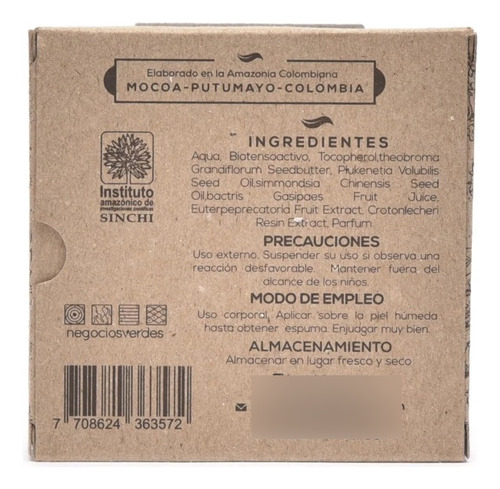 Elaborado en la Amazonia Colombiana
MOCOA-PUTUMAYO-COLOMBIA
INGREDIENTES
Aqua, Biotensoactivo, Tocopherol,theobroma
Grandiflorum Seedbutter, Plukenetia Volubilis
Seed Oil,simmondsia Chinensis Seed
Oil,bactris Gasipaes Fruit Juice,
Euterpeprecatoria Fruit Extract, Crotonlecheri
Resin Extract, Parfum
Instituto
amazónico de
investigaciones científicas
SINCHI
PRECAUCIONES
Uso externo. Suspender su uso si observa una
reacción desfavorable. Mantener fuera del
alcance de los niños.
MODO DE EMPLEO
Uso corporal. Aplicar sobre la piel húmeda
hasta obtener espuma. Enjuagar muy bien.
negociosverdes
ALMACENAMIENTO
Almacenar en lugar fresco y seco
7 708624 363572